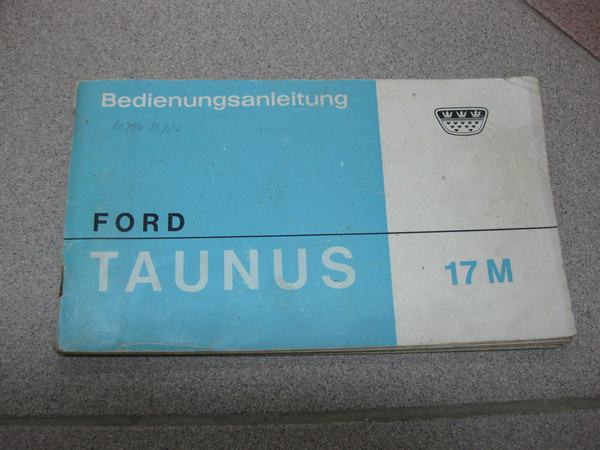 Bedienungsanleitung
FORD
TAUNUS
17 M